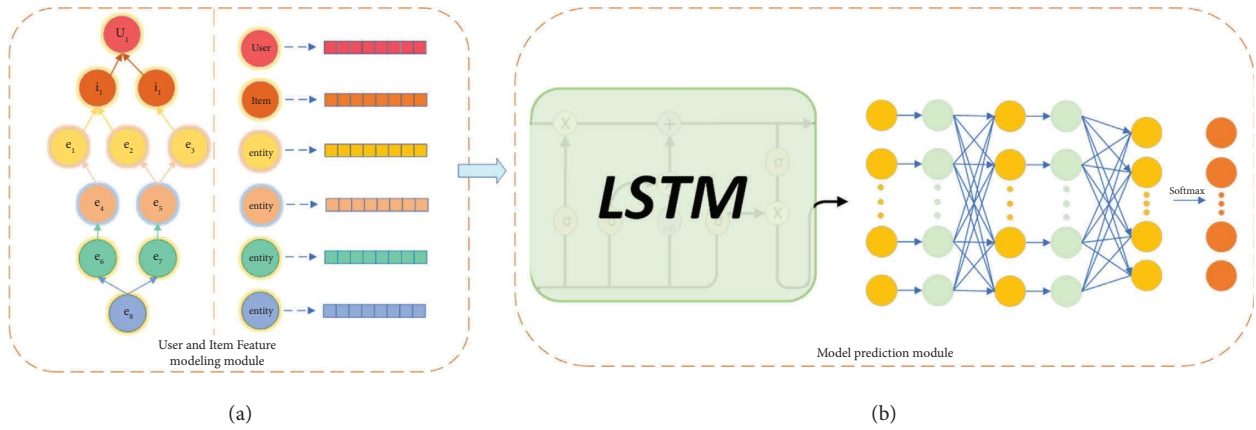 U₁
i₁
i₁
e₁
e₂
e₃
e₄
e₅
e₆
e₇
e₈
User
Item
entity
entity
entity
entity
User and Item Feature
modeling module
(a)
X
+
σ
σ
σ
σ
X
LSTM
Softmax
Model prediction module
(b)